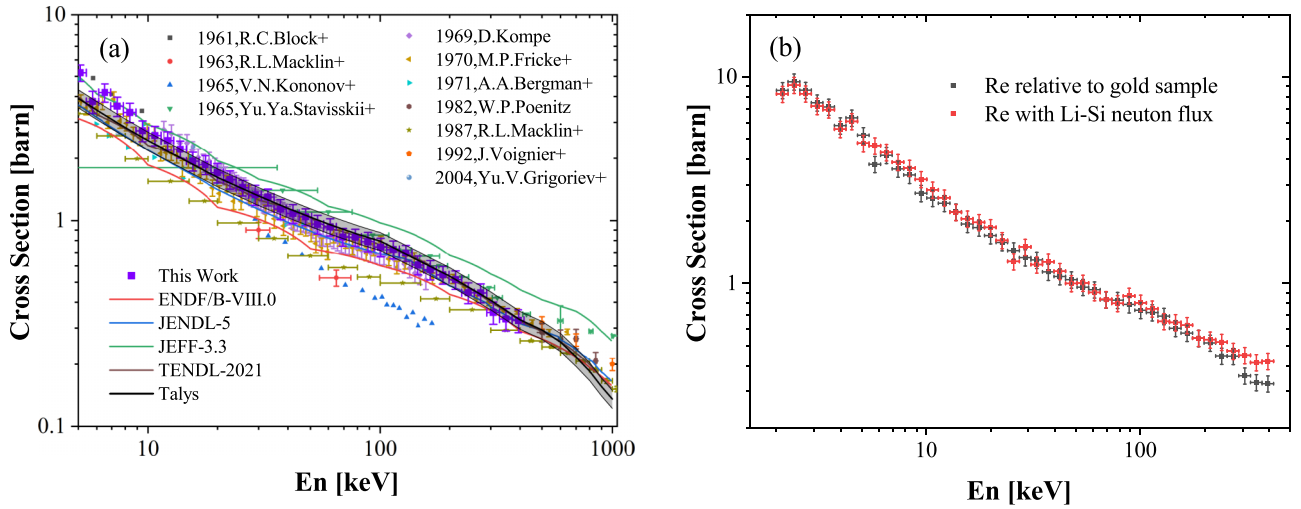 (a)
1961,R.C.Block+
1963,R.L.Macklin+
1965,V.N.Kononov+
1965,Yu.Ya.Stavisskii+
1969,D.Kompe
1970,M.P.Fricke+
1971,A.A.Bergman+
1982,W.P.Poenitz
1987,R.L.Macklin+
1992,J.Voignier+
2004,Yu.V.Grigoriev+
This Work
ENDF/B-VIII.0
JENDL-5
JEFF-3.3
TENDL-2021
Talys
10
1
0.1
Cross Section [barn]
10
100
1000
En [keV]
(b)
Re relative to gold sample
Re with Li-Si neuton flux
10
1
Cross Section [barn]
10
100
En [keV]